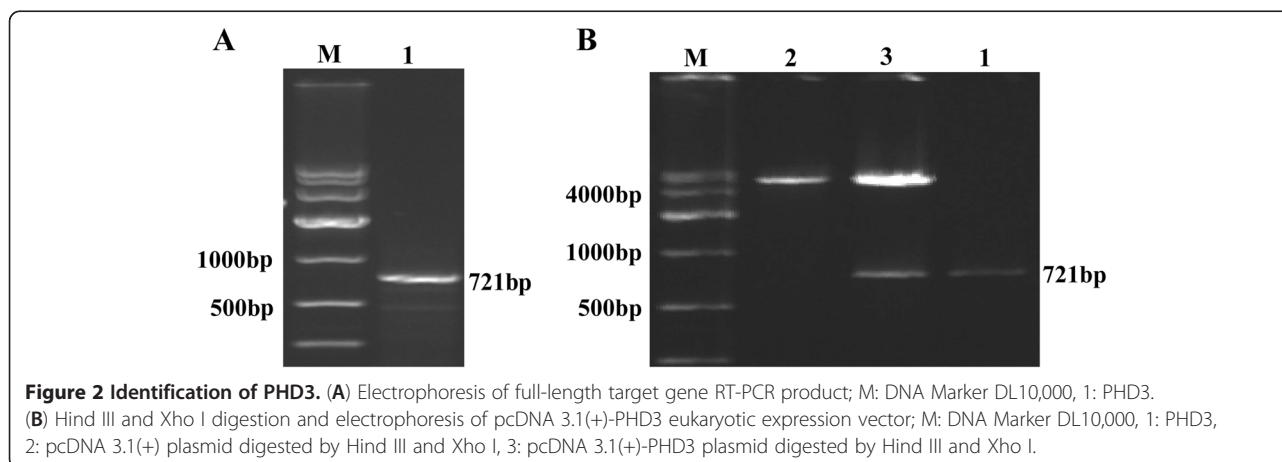 A
B
M 1
M 2 3 1
4000bp
1000bp
1000bp
721bp
721bp
500bp
500bp
Figure 2 Identification of PHD3. (A) Electrophoresis of full-length target gene RT-PCR product; M: DNA Marker DL10,000, 1: PHD3.
(B) Hind III and Xho I digestion and electrophoresis of pcDNA 3.1(+)-PHD3 eukaryotic expression vector; M: DNA Marker DL10,000, 1: PHD3,
2: pcDNA 3.1(+) plasmid digested by Hind III and Xho I, 3: pcDNA 3.1(+)-PHD3 plasmid digested by Hind III and Xho I.